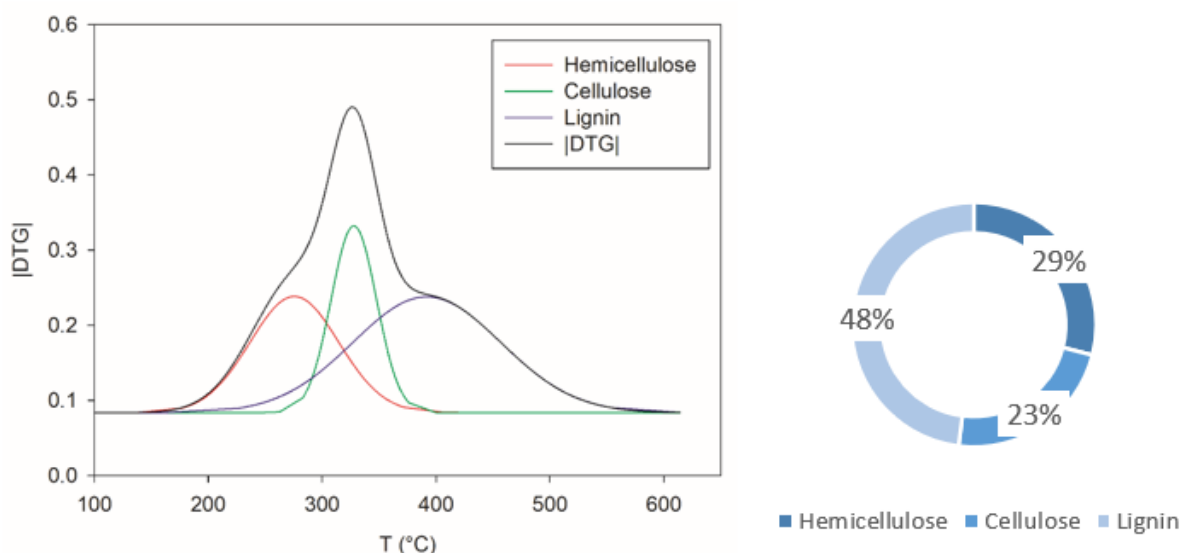 0.6
0.5
0.4
0.3
0.2
0.1
0.0
|DTG|
100 200 300 400 500 600
T (°C)
Hemicellulose
Cellulose
Lignin
|DTG|
29%
48%
23%
Hemicellulose Cellulose Lignin